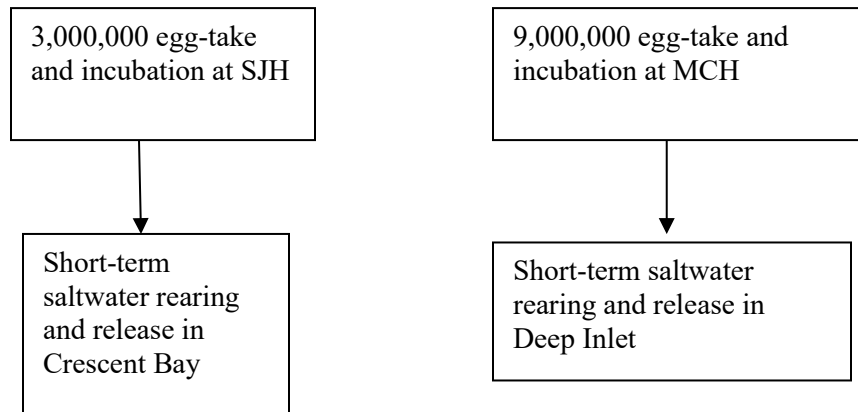 3,000,000 egg-take
and incubation at SJH
9,000,000 egg-take and
incubation at MCH
Short-term
saltwater rearing
and release in
Crescent Bay
Short-term saltwater
rearing and release in
Deep Inlet